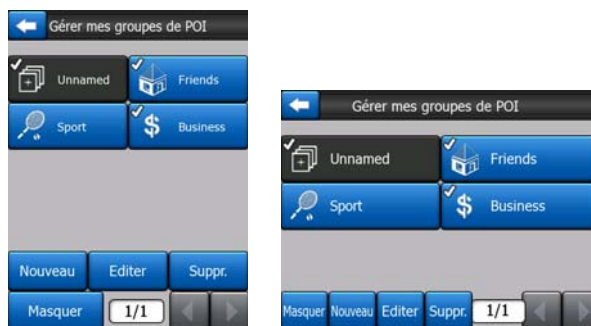 Gérer mes groupes de POI
Unnamed Friends
Sport Business
Nouveau Editer Suppr.
Masquer 1/1
Gérer mes groupes de POI
Unnamed Friends
Sport Business
Masquer Nouveau Editer Suppr. 1/1